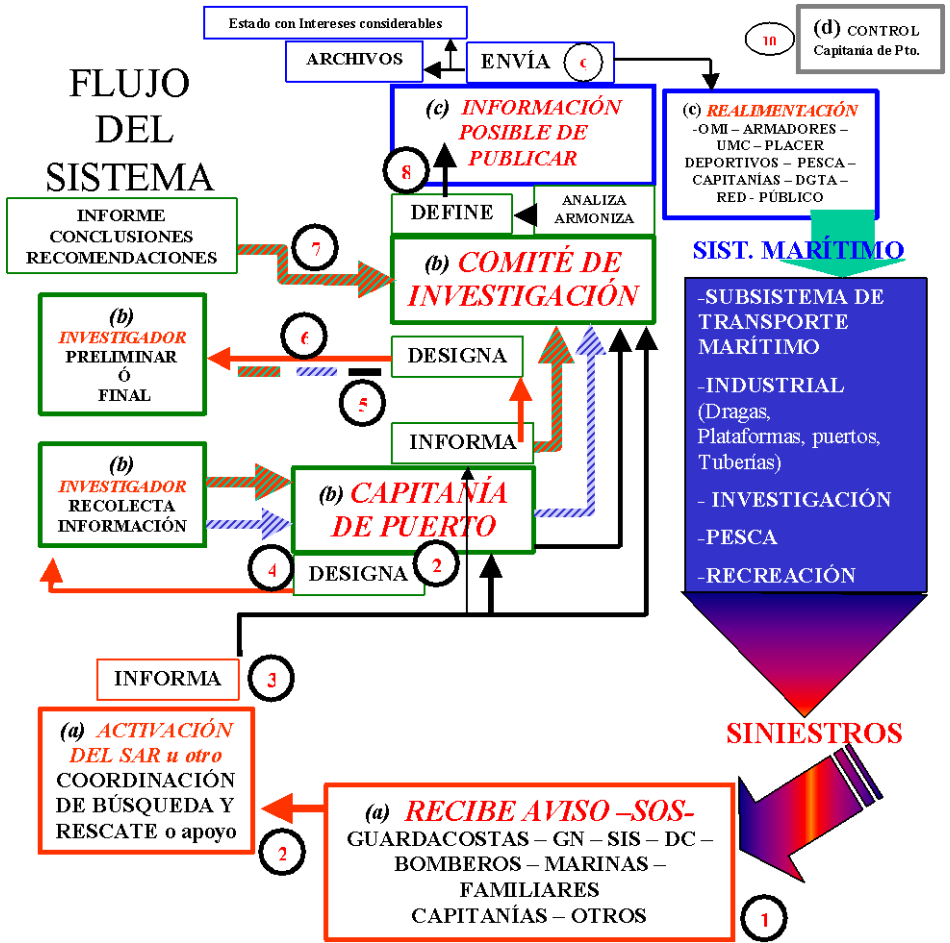 Estado con Intereses considerables
ARCHIVOS
ENVÍA
9
10
(d) CONTROL
Capitanía de Pto.
FLUJO
DEL
SISTEMA
(c) INFORMACIÓN
POSIBLE DE
PUBLICAR
8
(c) REALIMENTACIÓN
-OMI – ARMADORES –
UMC – PLACER
DEPORTIVOS – PESCA –
CAPITANÍAS – DGTA –
RED - PÚBLICO
DEFINE
ANALIZA
ARMONIZA
INFORME
CONCLUSIONES
RECOMENDACIONES
7
(b) COMITÉ DE
INVESTIGACIÓN
SIST. MARÍTIMO
-SUBSISTEMA DE
TRANSPORTE
MARÍTIMO
-INDUSTRIAL
(Dragas,
Plataformas, puertos,
Tuberías)
- INVESTIGACIÓN
-PESCA
-RECREACIÓN
(b)
INVESTIGADOR
PRELIMINAR
Ó
FINAL
6
DESIGNA
5
INFORMA
(b)
INVESTIGADOR
RECOLECTA
INFORMACIÓN
(b) CAPITANÍA
DE PUERTO
4
DESIGNA
2
INFORMA
3
SINIESTROS
(a) ACTIVACIÓN
DEL SAR u otro
COORDINACIÓN
DE BÚSQUEDA Y
RESCATE o apoyo
2
(a) RECIBE AVISO –SOS-
GUARDACOSTAS – GN – SIS – DC –
BOMBEROS – MARINAS –
FAMILIARES
CAPITANÍAS – OTROS
1